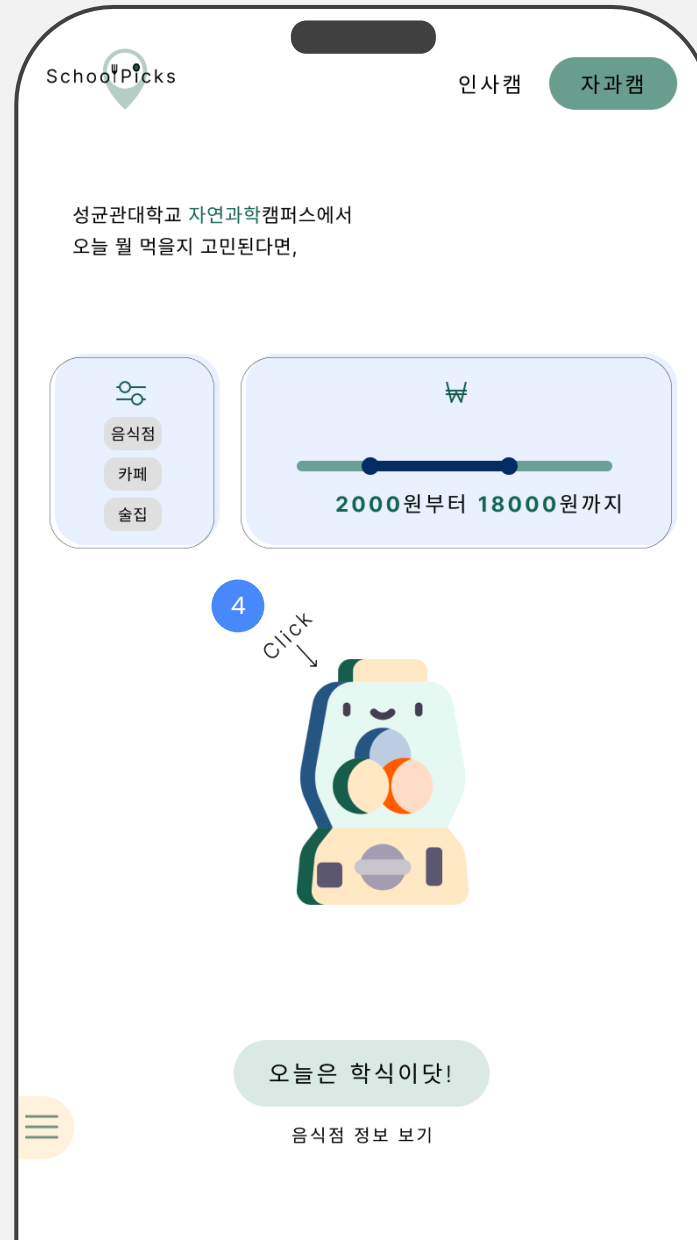 SchoolPicks
인사캠
자과캠
성균관대학교 자연과학캠퍼스에서
오늘 뭘 먹을지 고민된다면,
₩
음식점
카페
술집
2000원부터 18000원까지
4
Click
오늘은 학식이닷!
음식점 정보 보기